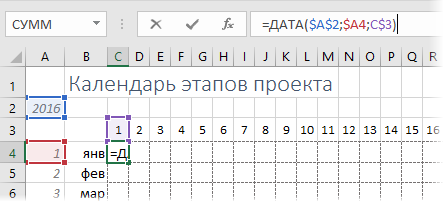 СУММ =ДАТА($A$2;$A4;C$3)
A B C D E F G H I J K L M N O P Q R
1 Календарь этапов проекта
2 2016
3 1 2 3 4 5 6 7 8 9 10 11 12 13 14 15 16
4 1 янв =Д
5 2 фев
6 3 мар